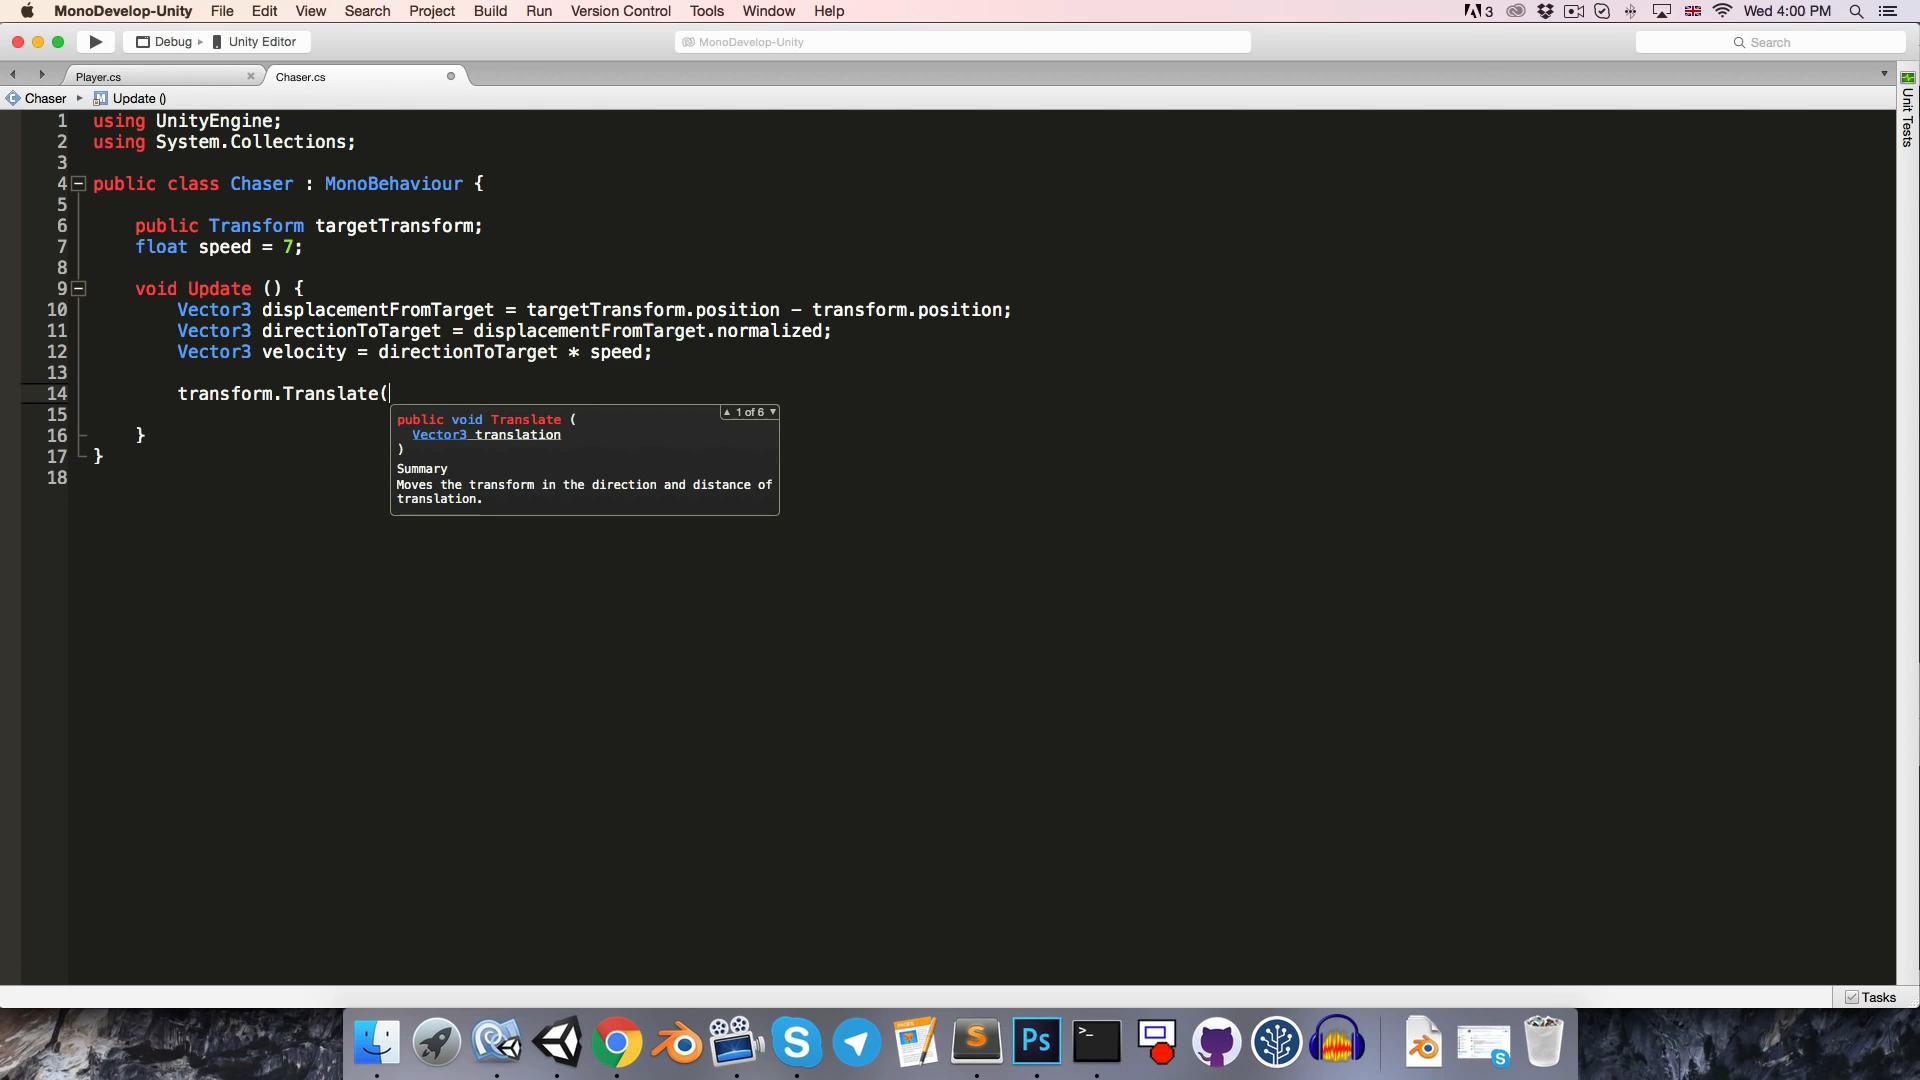 MonoDevelop-Unity File Edit View Search Project Build Run Version Control Tools Window Help 3 Wed 4:00 PM
Debug Unity Editor MonoDevelop-Unity Search
Player.cs Chaser.cs
Chaser Update ()
1 using UnityEngine;
2 using System.Collections;
3
4 public class Chaser : MonoBehaviour {
5
6 public Transform targetTransform;
7 float speed = 7;
8
9 void Update () {
10 Vector3 displacementFromTarget = targetTransform.position - transform.position;
11 Vector3 directionToTarget = displacementFromTarget.normalized;
12 Vector3 velocity = directionToTarget * speed;
13
14 transform.Translate(
15
16 }
17 }
18
▲ 1 of 6 ▼
public void Translate (
Vector3 translation
)
Summary
Moves the transform in the direction and distance of
translation.
Unit Tests
Tasks
S
S
Ps
>_
PAGES
S